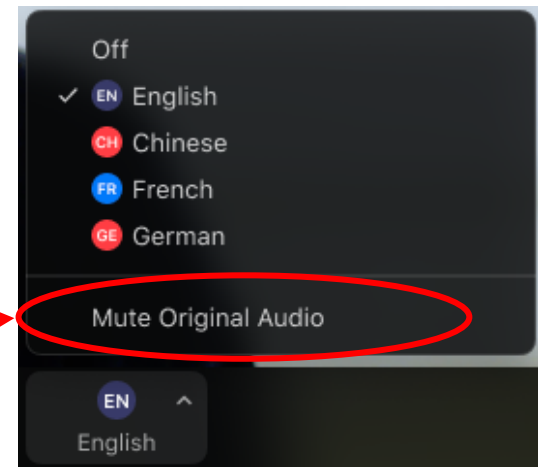 Off
✓ EN English
CH Chinese
FR French
GE German
Mute Original Audio
EN
English